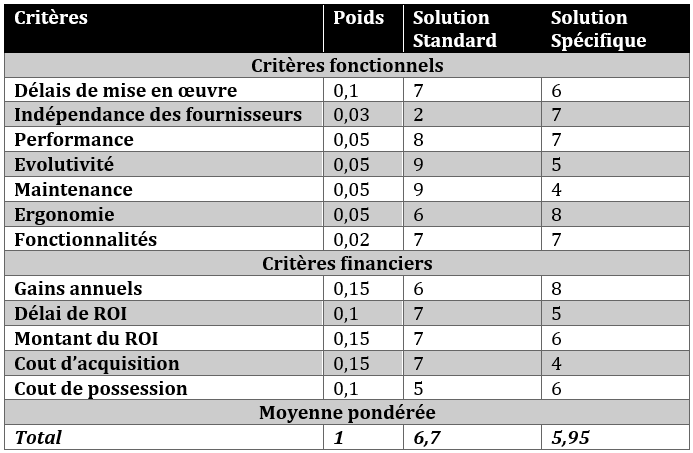 Critères Poids Solution Standard Solution Spécifique
Critères fonctionnels
Délais de mise en œuvre 0,1 7 6
Indépendance des fournisseurs 0,03 2 7
Performance 0,05 8 7
Evolutivité 0,05 9 5
Maintenance 0,05 9 4
Ergonomie 0,05 6 8
Fonctionnalités 0,02 7 7
Critères financiers
Gains annuels 0,15 6 8
Délai de ROI 0,1 7 5
Montant du ROI 0,15 7 6
Cout d’acquisition 0,15 7 4
Cout de possession 0,1 5 6
Moyenne pondérée
Total 1 6,7 5,95